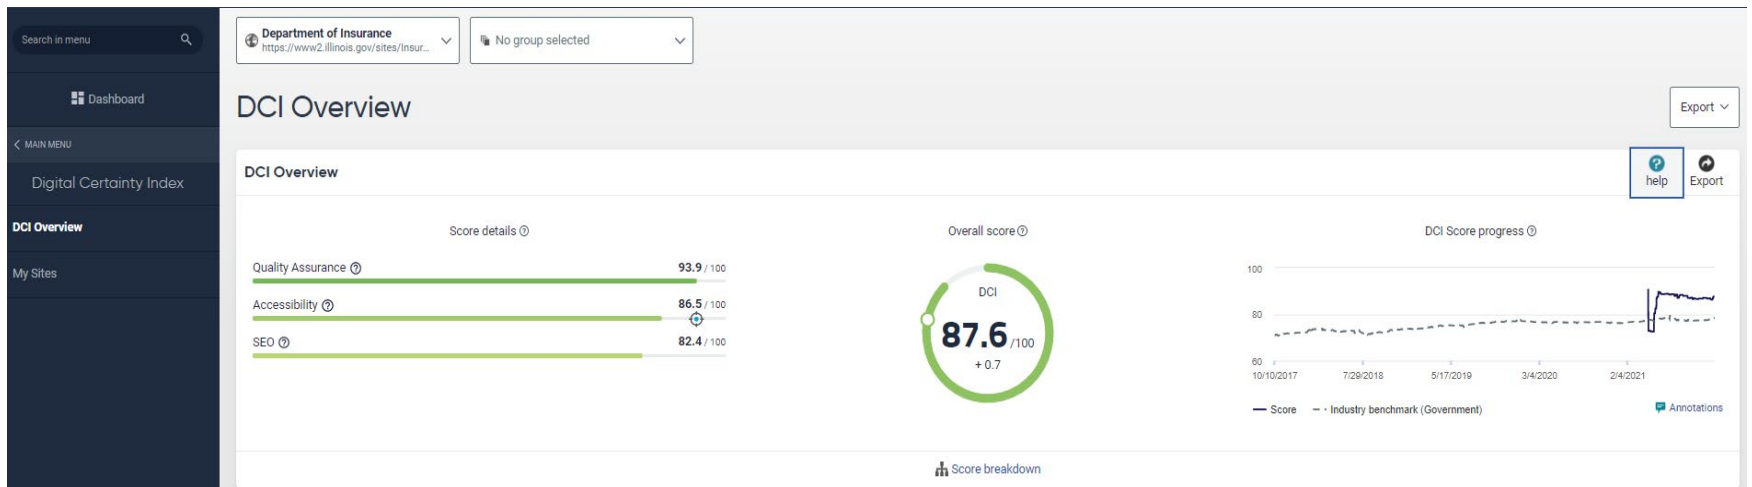 Search in menu
Dashboard
MAIN MENU
Digital Certainty Index
DCI Overview
My Sites
Department of Insurance
https://www2.illinois.gov/sites/Insur...
No group selected
DCI Overview
Export
DCI Overview
help
Export
Score details
Quality Assurance 93.9 / 100
Accessibility 86.5 / 100
SEO 82.4 / 100
Overall score
DCI
87.6 /100
+ 0.7
DCI Score progress
100
80
60
10/10/2017 7/29/2018 5/17/2019 3/4/2020 2/4/2021
Score Industry benchmark (Government)
Annotations
Score breakdown